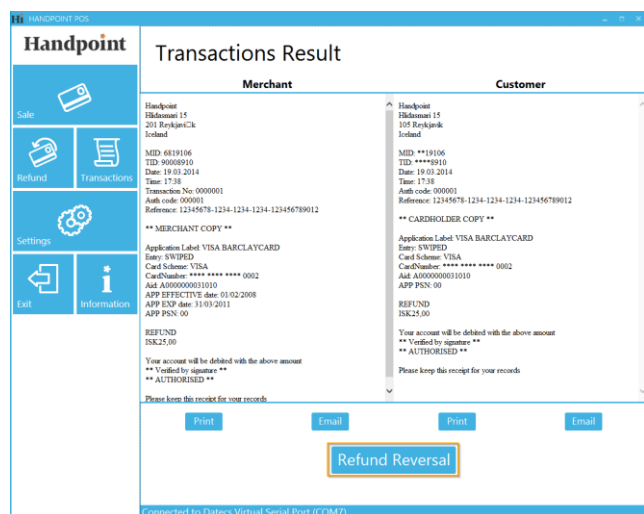 Hi HANDPOINT POS
Handpoint
Sale
Refund
Transactions
Settings
Exit
Information
Transactions Result
Merchant
Handpoint
Hlidasmari 15
201 Reykjavi□k
Iceland
MID: 6819106
TID: 90008910
Date: 19.03.2014
Time: 17:38
Transaction No: 0000001
Auth code: 000001
Reference: 12345678-1234-1234-1234-123456789012
** MERCHANT COPY **
Application Label: VISA BARCLAYCARD
Entry: SWIPED
Card Scheme: VISA
CardNumber: **** **** **** 0002
Aid: A0000000031010
APP EFFECTIVE date: 01/02/2008
APP EXP date: 31/03/2011
APP PSN: 00
REFUND
ISK25,00
Your account will be debited with the above amount
** Verified by signature **
** AUTHORISED **
Please keep this receipt for your records
Print
Email
Customer
Handpoint
Hlidasmari 15
105 Reykjavik
Iceland
MID: **19106
TID: ****8910
Date: 19.03.2014
Time: 17:38
Auth code: 000001
Reference: 12345678-1234-1234-1234-123456789012
** CARDHOLDER COPY **
Application Label: VISA BARCLAYCARD
Entry: SWIPED
Card Scheme: VISA
CardNumber: **** **** **** 0002
Aid: A0000000031010
APP PSN: 00
REFUND
ISK25,00
Your account will be debited with the above amount
** Verified by signature **
** AUTHORISED **
Please keep this receipt for your records
Print
Email
Refund Reversal
Connected to Datecs Virtual Serial Port (COM7)